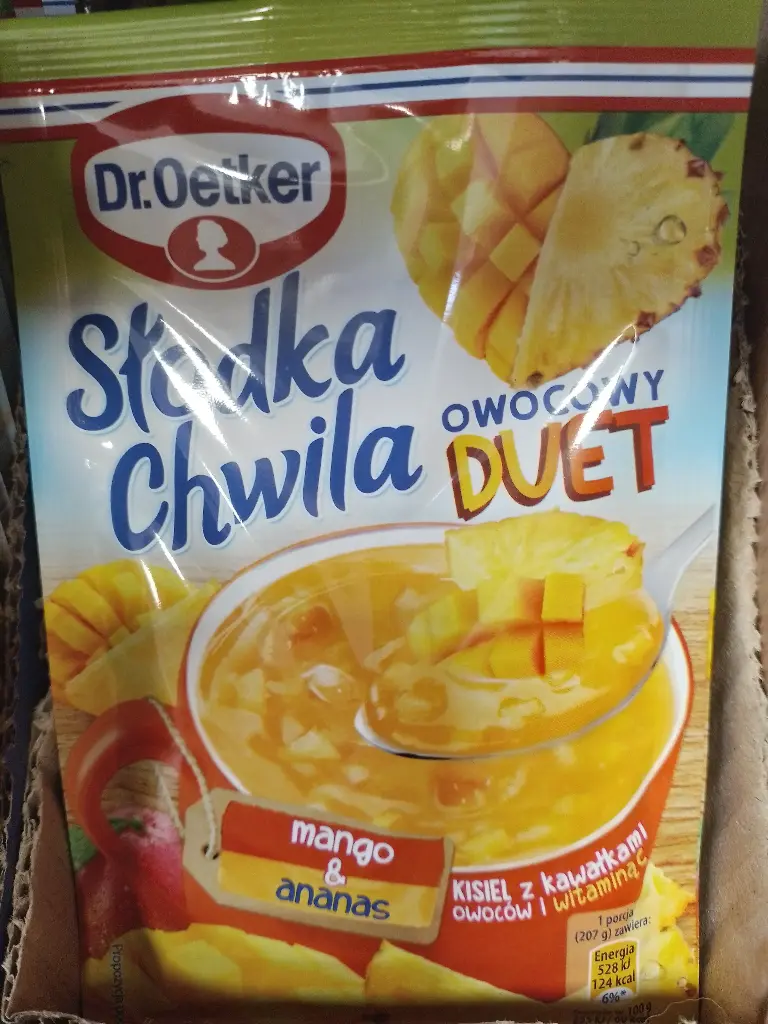 Dr.Oetker
Słodka
Chwila
OWOCOWY
DUET
mango
&
ananas
KISIEL z kawałkami
owoców i witaminą C
1 porcja
(207 g) zawiera:
Energia
528 kJ
124 kcal
6%*
100 g